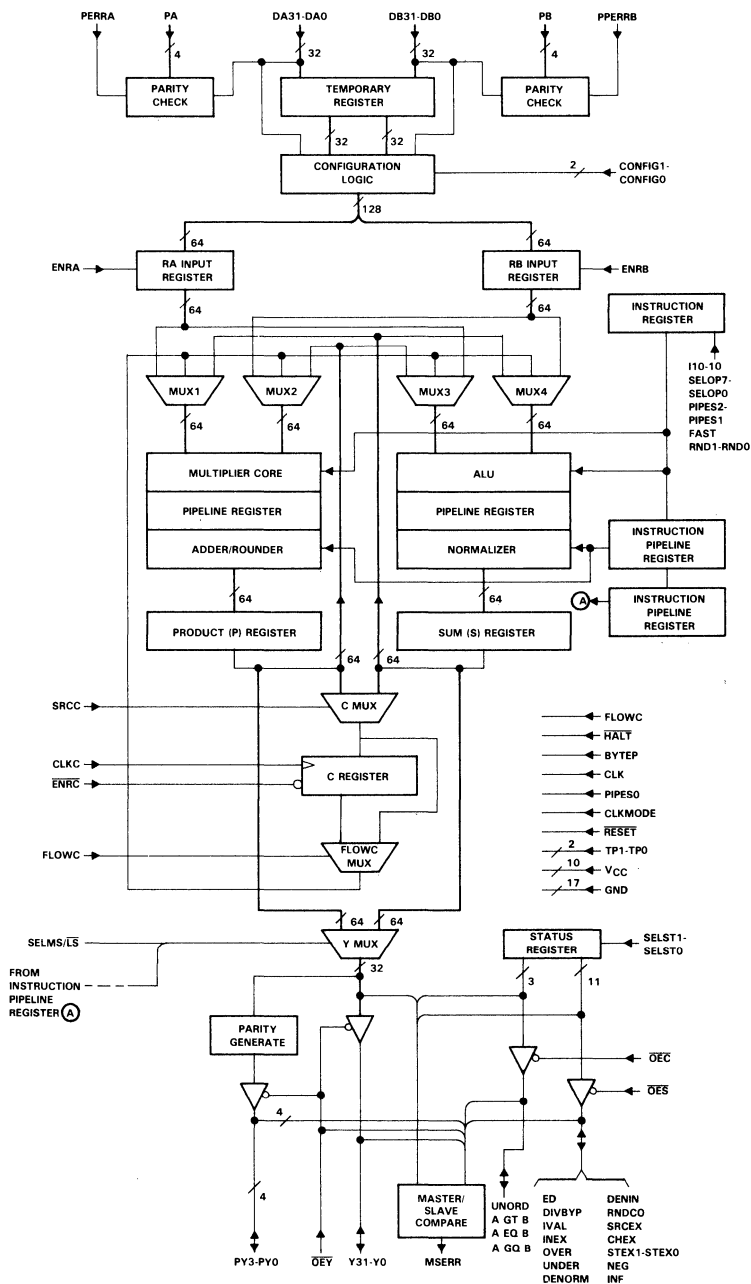 PERRA
PA
DA31-DA0
DB31-DB0
PB
PPERRB
4
32
32
4
PARITY
CHECK
TEMPORARY
REGISTER
PARITY
CHECK
32
32
CONFIGURATION
LOGIC
2
CONFIG1-
CONFIG0
128
64
64
ENRA
RA INPUT
REGISTER
RB INPUT
REGISTER
ENRB
64
64
INSTRUCTION
REGISTER
I10-10
SELOP7-
SELOP0
PIPES2-
PIPES1
FAST
RND1-RND0
MUX1
MUX2
MUX3
MUX4
64
64
64
64
MULTIPLIER CORE
ALU
PIPELINE REGISTER
PIPELINE REGISTER
ADDER/ROUNDER
NORMALIZER
INSTRUCTION
PIPELINE
REGISTER
64
64
A
INSTRUCTION
PIPELINE
REGISTER
PRODUCT (P) REGISTER
SUM (S) REGISTER
64
64
SRCC
C MUX
CLKC
ENRC
C REGISTER
FLOWC
FLOWC
MUX
FLOWC
HALT
BYTEP
CLK
PIPES0
CLKMODE
RESET
2
TP1-TP0
10
VCC
17
GND
64
64
SELMS/LS
Y MUX
STATUS
REGISTER
SELST1-
SELST0
FROM
INSTRUCTION
PIPELINE
REGISTER A
32
3
11
PARITY
GENERATE
OEC
OES
4
4
MASTER/
SLAVE
COMPARE
UNORD
A GT B
A EQ B
A GQ B
ED
DIVBYP
IVAL
INEX
OVER
UNDER
DENORM
DENIN
RNDCO
SRCEX
CHEX
STEX1-STEX0
NEG
INF
PY3-PY0
OEY
Y31-Y0
MSERR